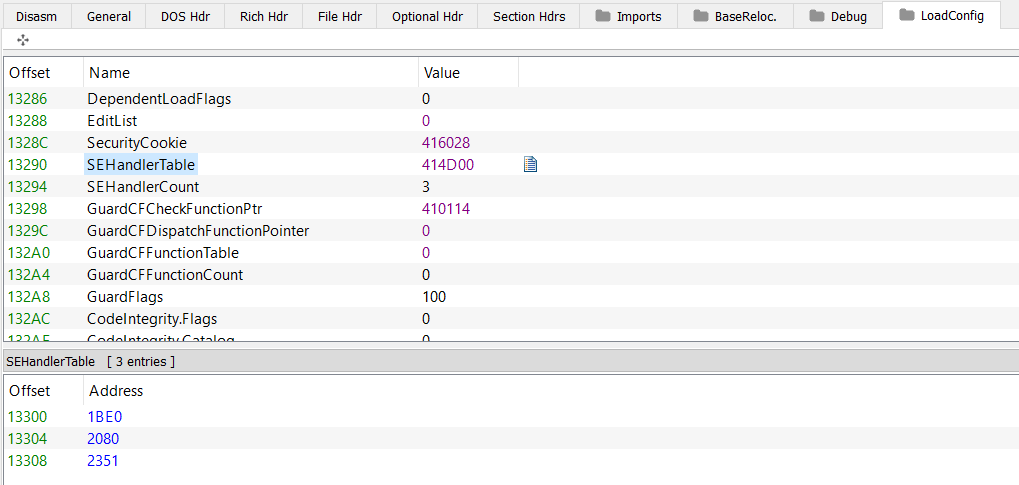 Disasm General DOS Hdr Rich Hdr File Hdr Optional Hdr Section Hdrs Imports BaseReloc. Debug LoadConfig
Offset Name Value
13286 DependentLoadFlags 0
13288 EditList 0
1328C SecurityCookie 416028
13290 SEHandlerTable 414D00
13294 SEHandlerCount 3
13298 GuardCFCheckFunctionPtr 410114
1329C GuardCFDispatchFunctionPointer 0
132A0 GuardCFFunctionTable 0
132A4 GuardCFFunctionCount 0
132A8 GuardFlags 100
132AC CodeIntegrity.Flags 0
132AE CodeIntegrity.Catalog 0
SEHandlerTable [ 3 entries ]
Offset Address
13300 1BE0
13304 2080
13308 2351